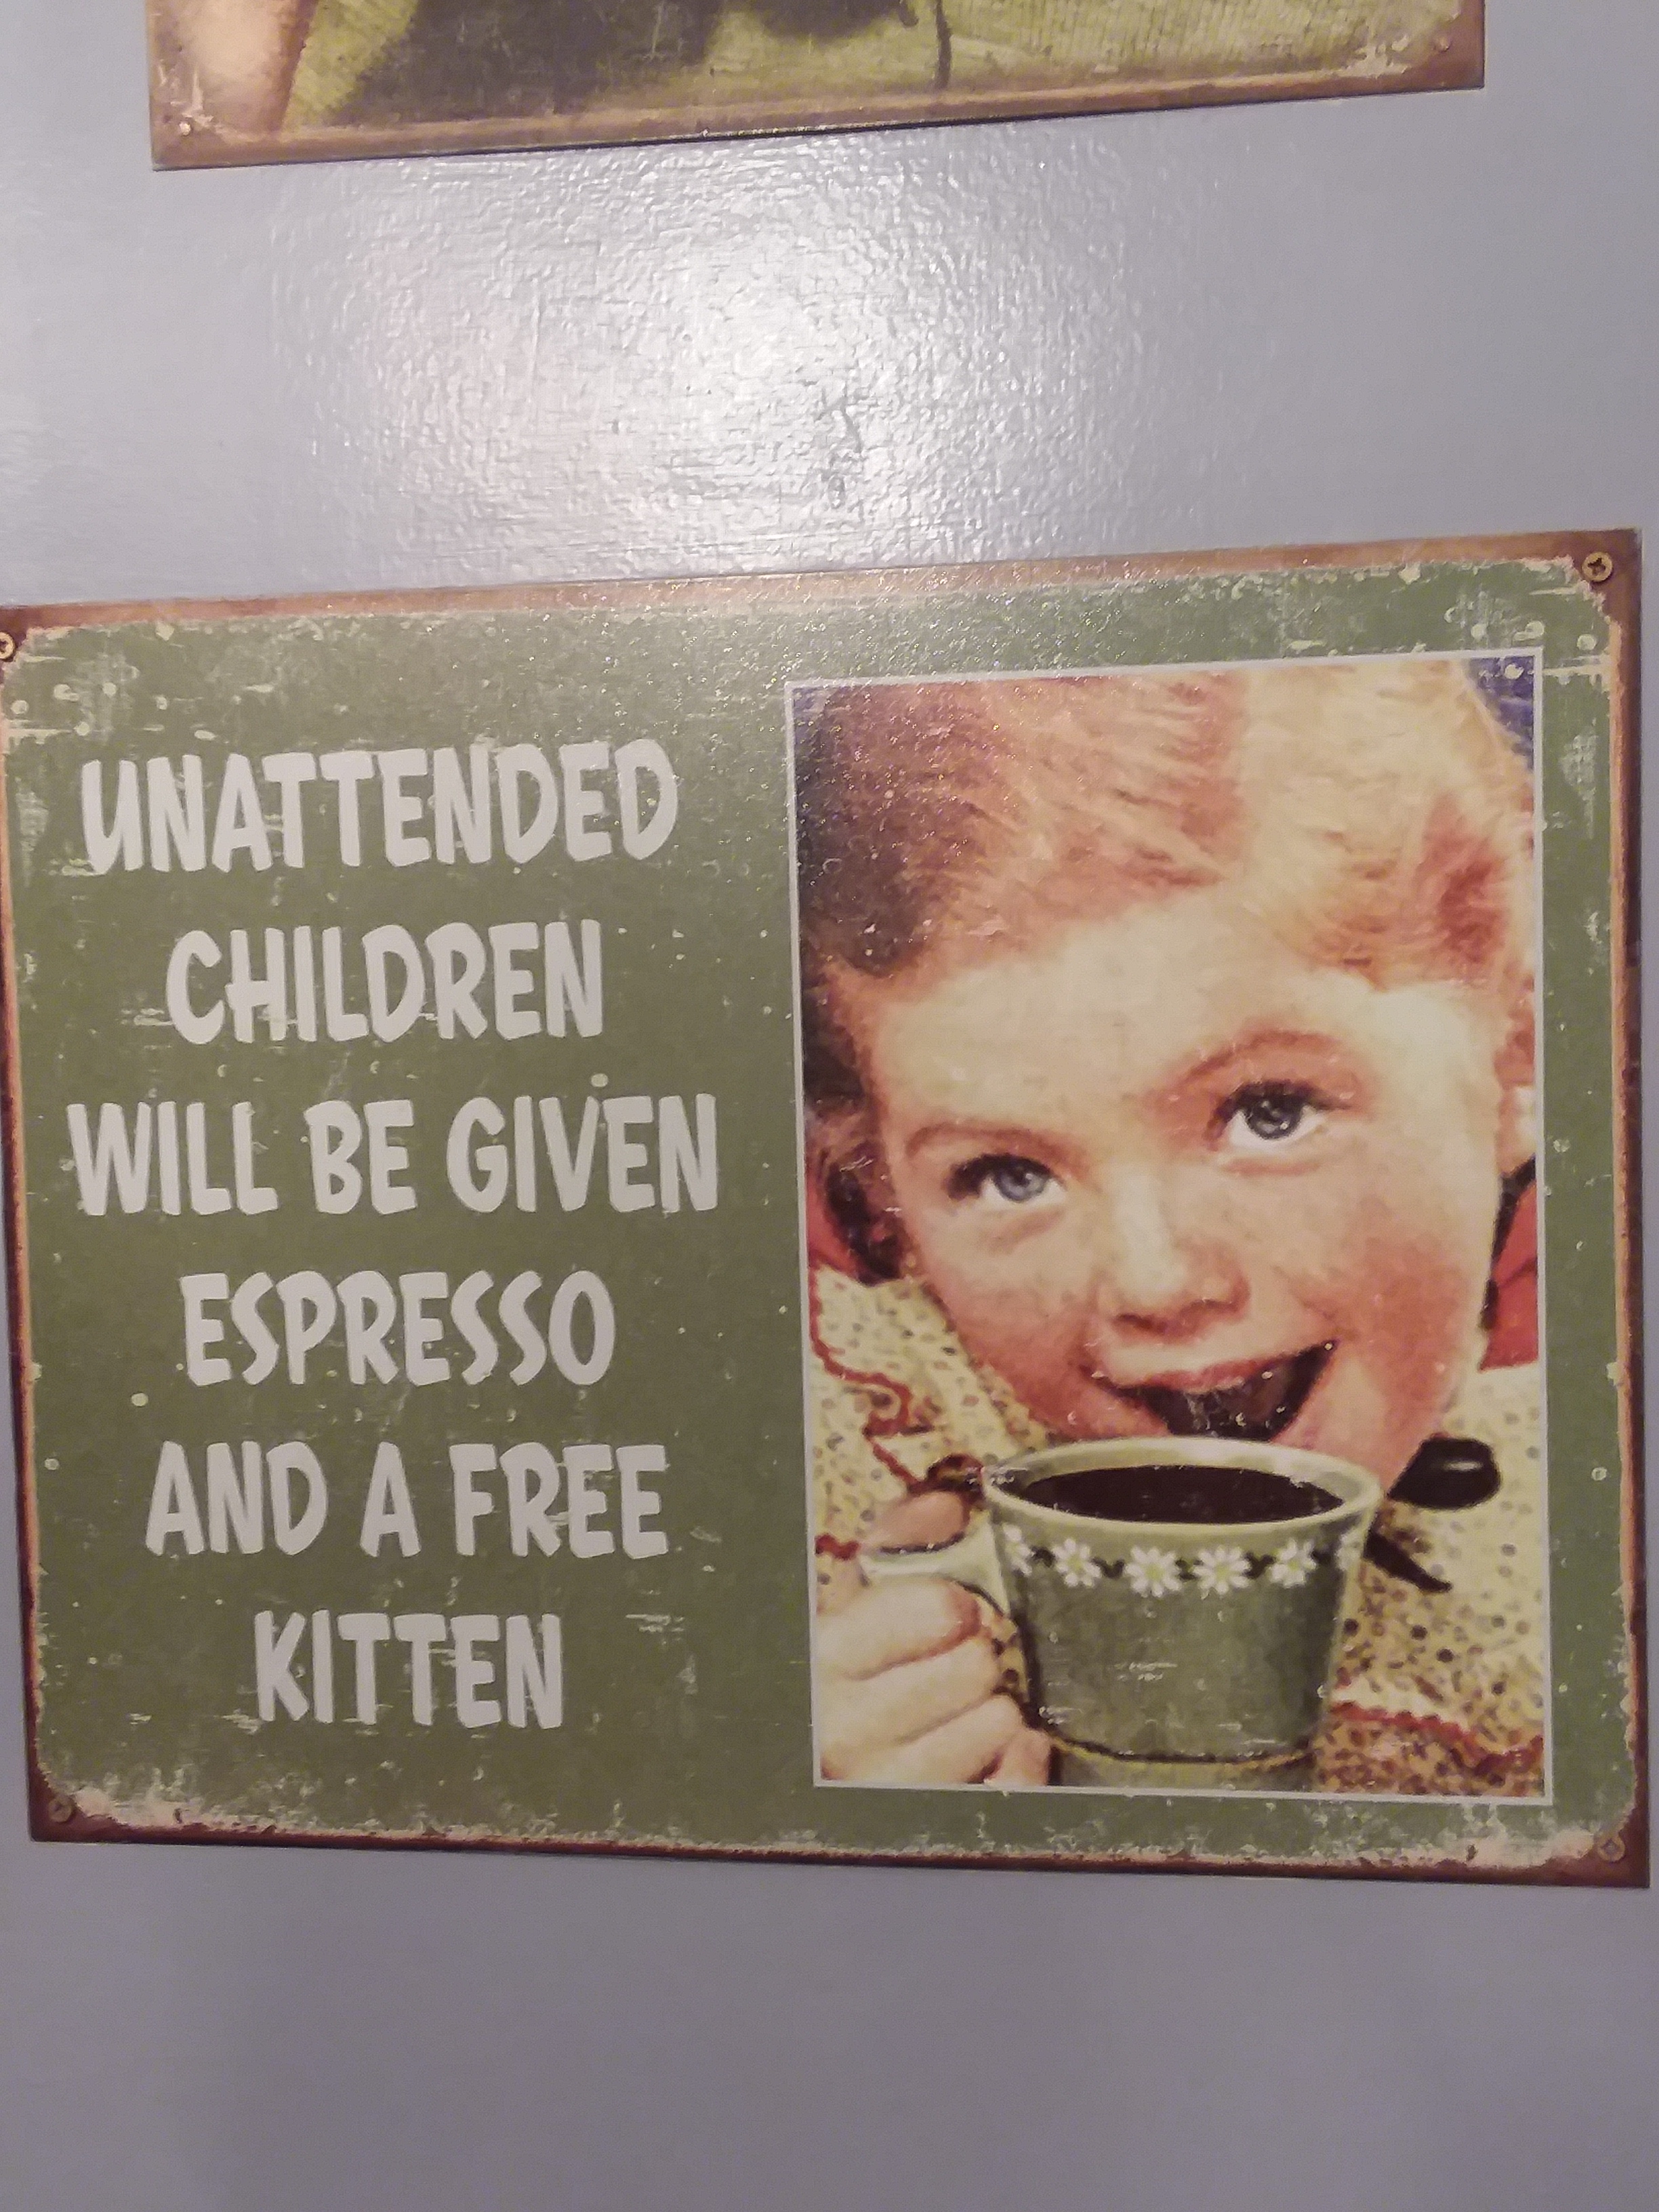 UNATTENDED
CHILDREN
WILL BE GIVEN
ESPRESSO
AND A FREE
KITTEN